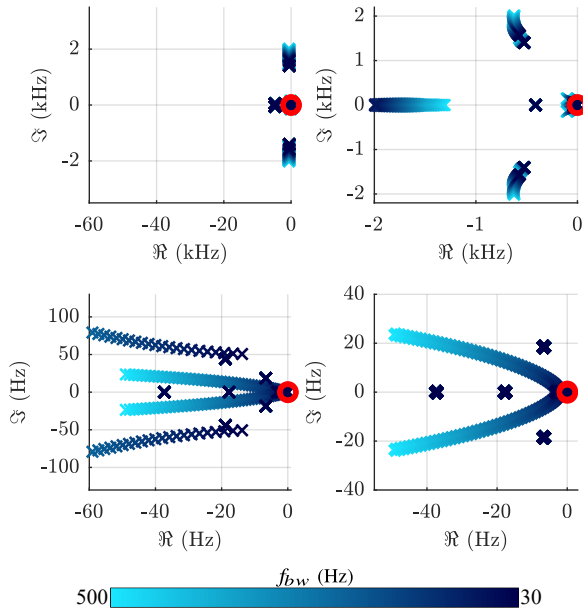 2 2
1
0 0
-1
-2 -2
-60 -40 -20 0 -2 -1 0
ℜ (kHz) ℜ (kHz)
ℑ (kHz) ℑ (kHz)
100 40
50 20
0 0
-50 -20
-100 -40
-60 -40 -20 0 -40 -20 0
ℜ (Hz) ℜ (Hz)
ℑ (Hz) ℑ (Hz)
f_bw (Hz)
500 30